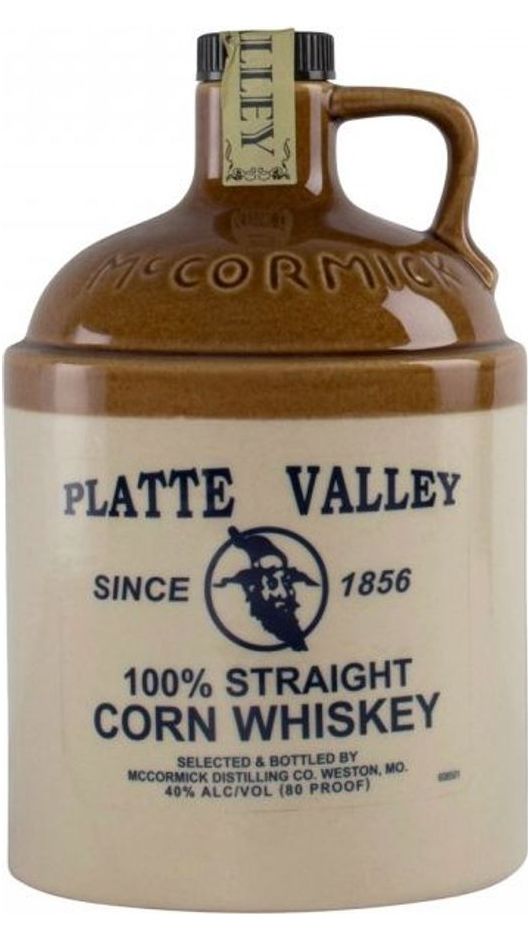 LLEY
McCORMICK
PLATTE VALLEY
SINCE 1856
100% STRAIGHT
CORN WHISKEY
SELECTED & BOTTLED BY
MCCORMICK DISTILLING CO. WESTON, MO.
40% ALC/VOL (80 PROOF)